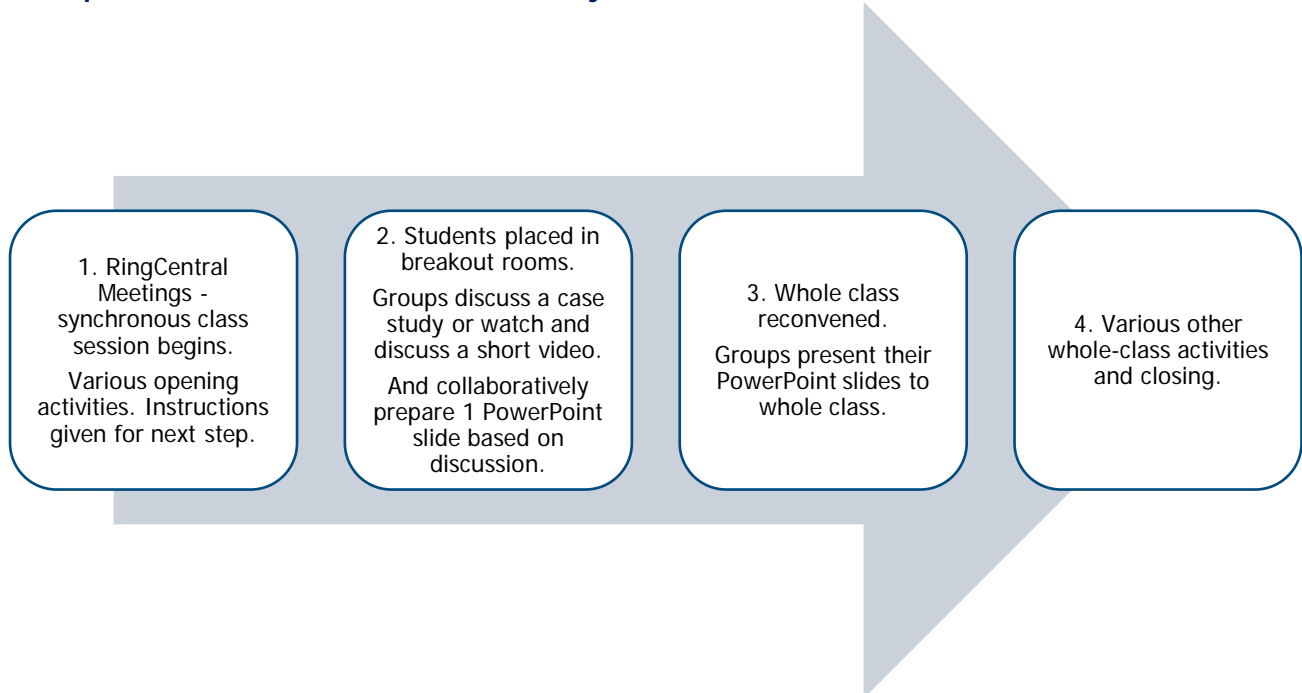 1. RingCentral
Meetings -
synchronous class
session begins.
Various opening
activities. Instructions
given for next step.
2. Students placed in
breakout rooms.
Groups discuss a case
study or watch and
discuss a short video.
And collaboratively
prepare 1 PowerPoint
slide based on
discussion.
3. Whole class
reconvened.
Groups present their
PowerPoint slides to
whole class.
4. Various other
whole-class activities
and closing.